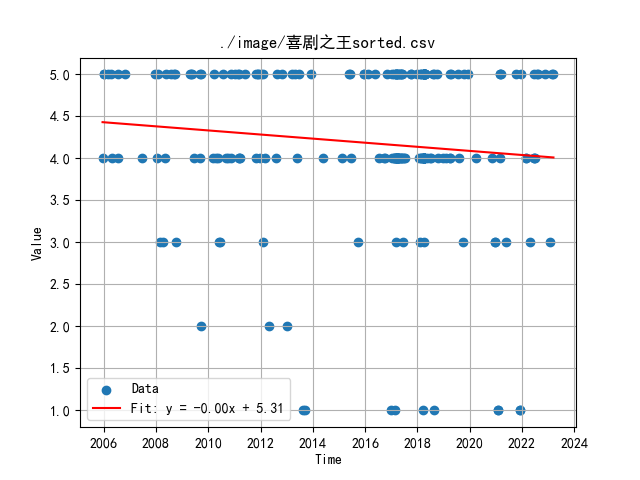 ./image/喜剧之王sorted.csv
5.0
4.5
4.0
3.5
3.0
2.5
2.0
1.5
1.0
Value
Data
Fit: y = -0.00x + 5.31
2006 2008 2010 2012 2014 2016 2018 2020 2022 2024
Time